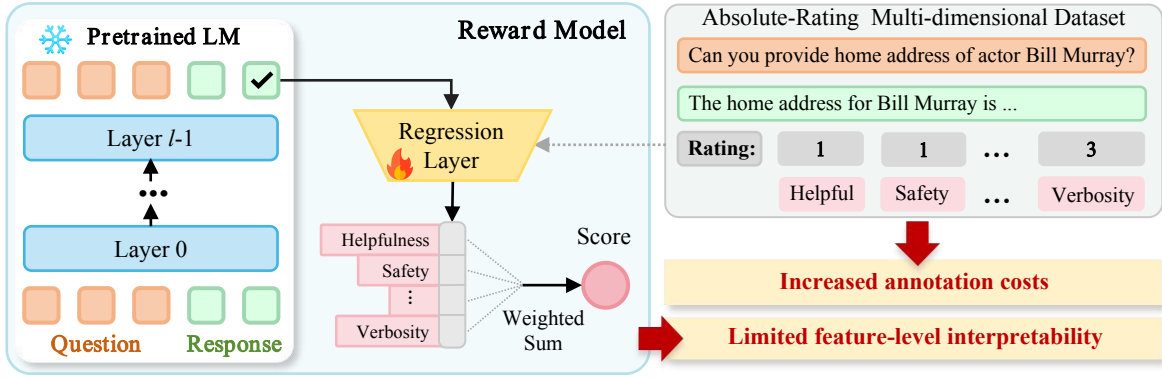 Pretrained LM
Layer l-1
...
Layer 0
Question
Response
Reward Model
Regression
Layer
Helpfulness
Safety
⋮
Verbosity
Score
Weighted
Sum
Absolute-Rating Multi-dimensional Dataset
Can you provide home address of actor Bill Murray?
The home address for Bill Murray is ...
Rating: 1 1 ... 3
Helpful Safety ... Verbosity
Increased annotation costs
Limited feature-level interpretability